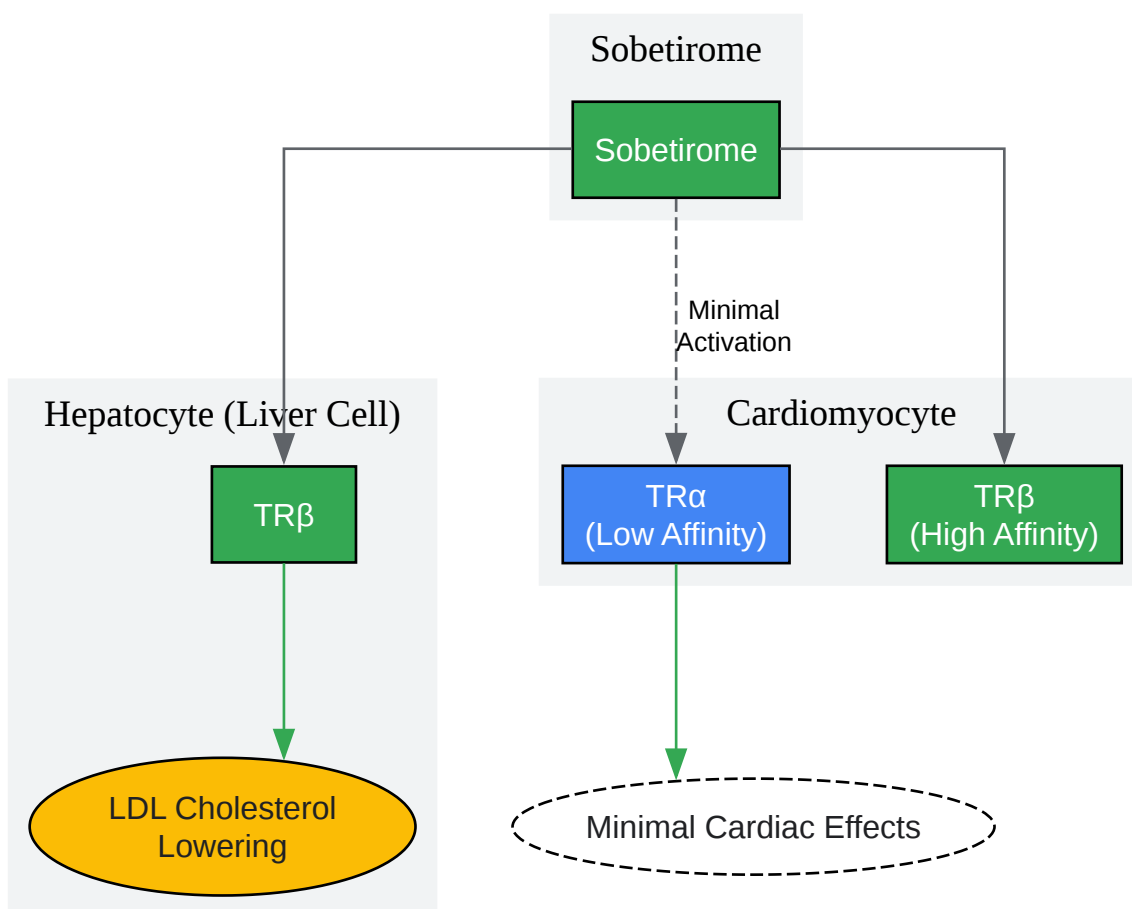 Sobetirome
Sobetirome
Minimal
Activation
Hepatocyte (Liver Cell)
Cardiomyocyte
TRβ
TRα
(Low Affinity)
TRβ
(High Affinity)
LDL Cholesterol
Lowering
Minimal Cardiac Effects